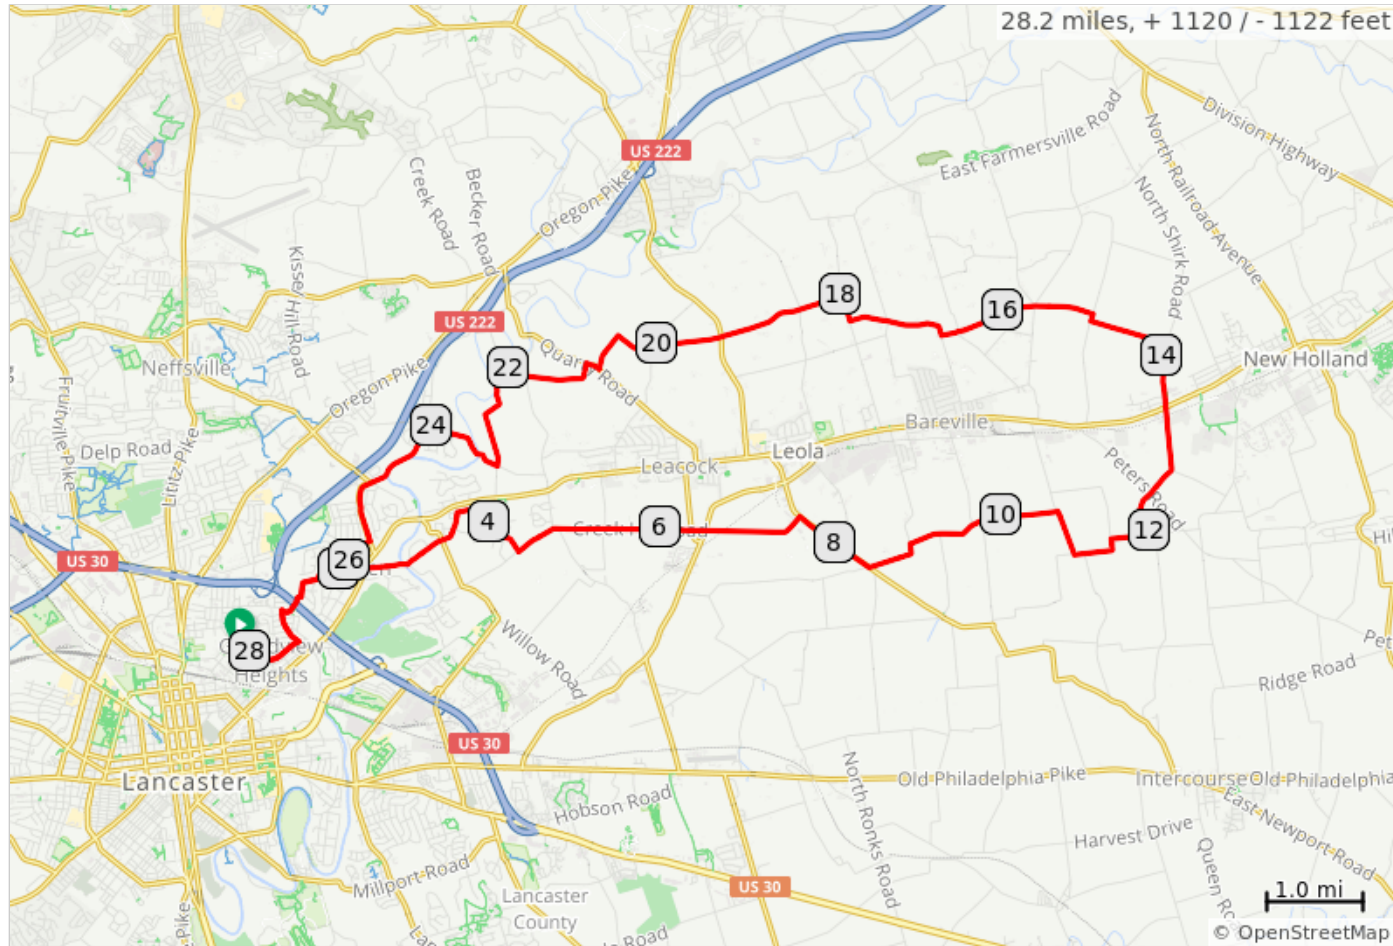 28.2 miles, + 1120 / - 1122 feet
Division Highway
North Railroad Avenue
East Farmersville Road
US 222
Creek Road
Becker Road
Oregon Pike
North Shirk Road
Kissel Hill Road
18
16
US 222
20
14
New Holland
22
Quarry Road
Neffsville
Oregon Pike
Fruitville Pike
24
Bareville
Delp Road
Lititz Pike
Leola
Leacock
Peters Road
4
6
10
12
8
26
US 30
28
Heights
Willow Road
Ridge Road
US 30
Lancaster
North Ronks Road
Old Philadelphia Pike
Intercourse
Old Philadelphia
Hobson Road
East Newport Road
Harvest Drive
Millport Road
US 30
Lancaster
County
1.0 mi
© OpenStreetMap